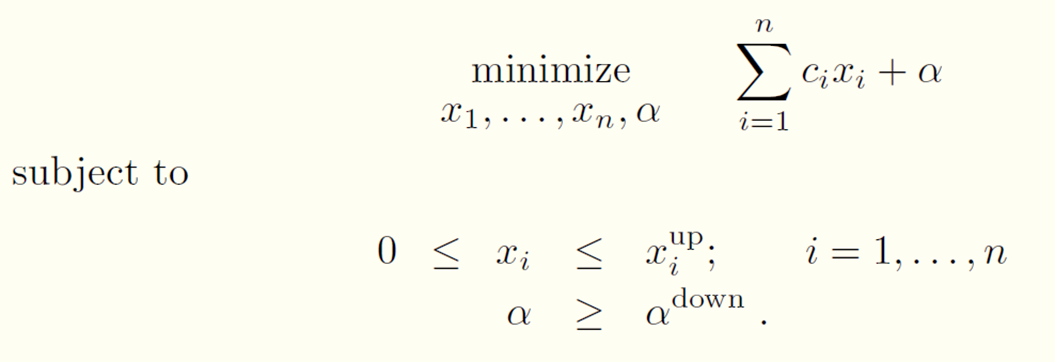 minimize ∑_{i=1}^{n} c_i x_i + α
x_1, . . . , x_n, α
subject to
0 ≤ x_i ≤ x_i^{up}; i = 1, . . . , n
α ≥ α^{down} .